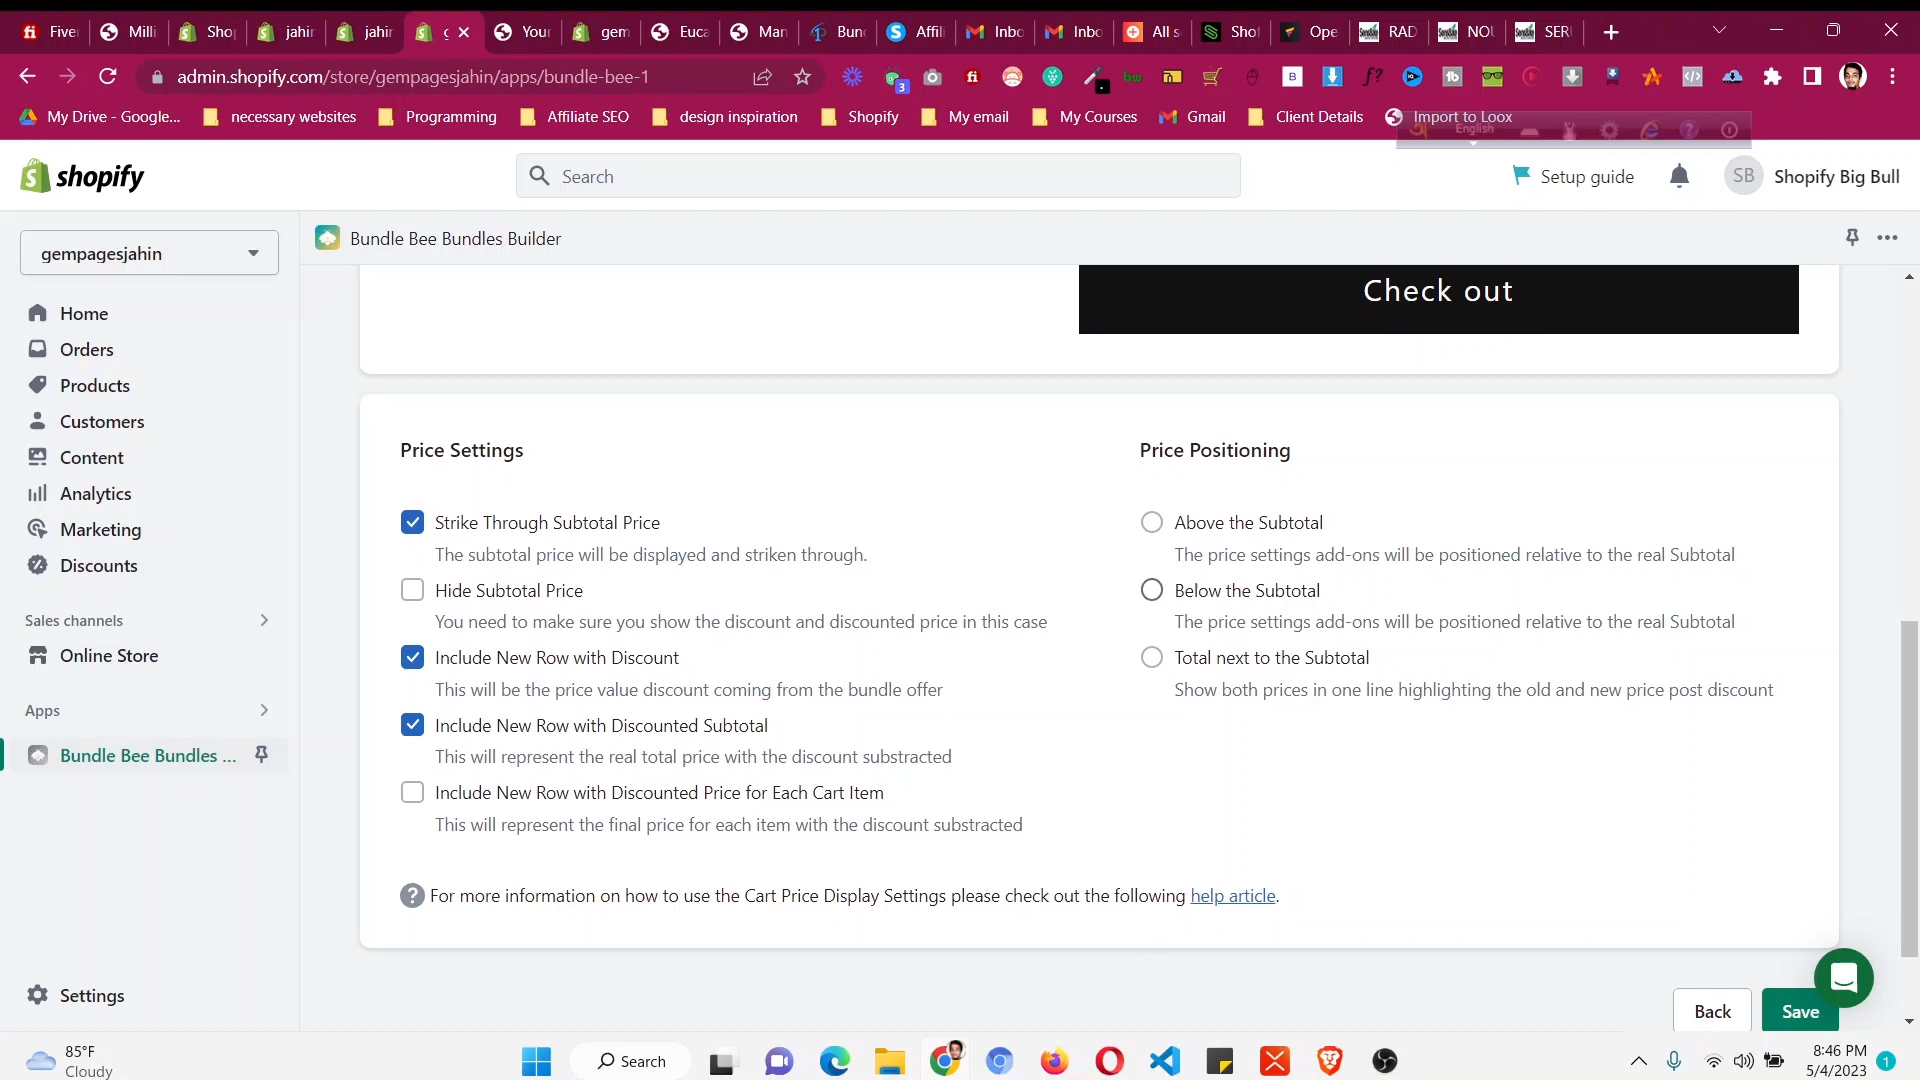 Fiver
Milli
Shop
jahir
jahir
g
Your
gem
Euca
Man
Bund
Affili
Inbo
Inbo
All s
Shop
Ope
RAD
NOU
SERU
admin.shopify.com/store/gempagesjahin/apps/bundle-bee-1
3
My Drive - Google...
necessary websites
Programming
Affiliate SEO
design inspiration
Shopify
My email
My Courses
Gmail
Client Details
Import to Loox
English
shopify
Search
Setup guide
SB
Shopify Big Bull
gempagesjahin
Bundle Bee Bundles Builder
Home
Orders
Products
Customers
Content
Analytics
Marketing
Discounts
Sales channels
Online Store
Apps
Bundle Bee Bundles ...
Settings
Check out
Price Settings
Strike Through Subtotal Price
The subtotal price will be displayed and striken through.
Hide Subtotal Price
You need to make sure you show the discount and discounted price in this case
Include New Row with Discount
This will be the price value discount coming from the bundle offer
Include New Row with Discounted Subtotal
This will represent the real total price with the discount substracted
Include New Row with Discounted Price for Each Cart Item
This will represent the final price for each item with the discount substracted
Price Positioning
Above the Subtotal
The price settings add-ons will be positioned relative to the real Subtotal
Below the Subtotal
The price settings add-ons will be positioned relative to the real Subtotal
Total next to the Subtotal
Show both prices in one line highlighting the old and new price post discount
For more information on how to use the Cart Price Display Settings please check out the following help article.
Back
Save
85°F
Cloudy
Search
8:46 PM
5/4/2023
1